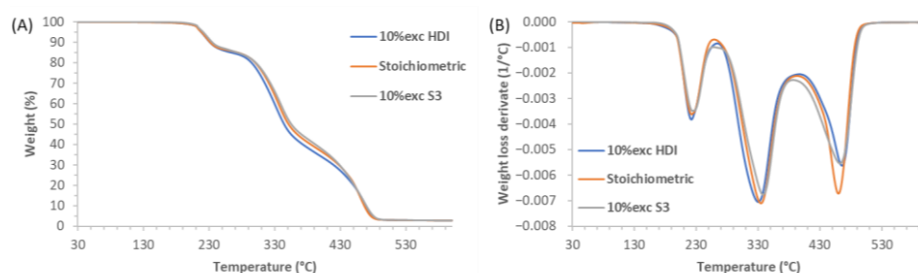 (A)
Weight (%)
100
90
80
70
60
50
40
30
20
10
0
10%exc HDI
Stoichiometric
10%exc S3
30 130 230 330 430 530
Temperature (°C)
(B)
Weight loss derivate (1/°C)
0.000
−0.001
−0.002
−0.003
−0.004
−0.005
−0.006
−0.007
−0.008
10%exc HDI
Stoichiometric
10%exc S3
30 130 230 330 430 530
Temperature (°C)